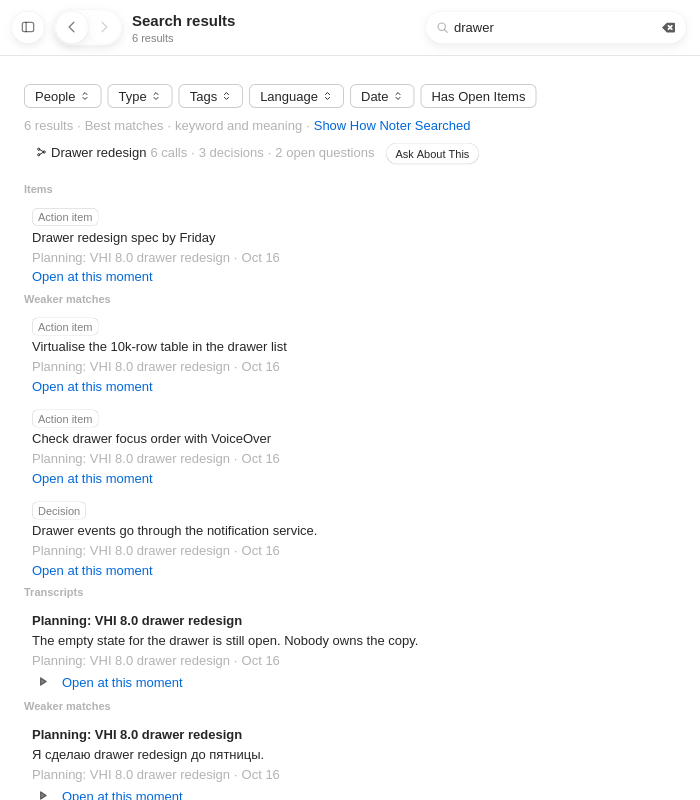 Search results
6 results
drawer
People Type Tags Language Date Has Open Items
6 results · Best matches · keyword and meaning · Show How Noter Searched
Drawer redesign 6 calls · 3 decisions · 2 open questions Ask About This
Items
Action item
Drawer redesign spec by Friday
Planning: VHI 8.0 drawer redesign · Oct 16
Open at this moment
Weaker matches
Action item
Virtualise the 10k-row table in the drawer list
Planning: VHI 8.0 drawer redesign · Oct 16
Open at this moment
Action item
Check drawer focus order with VoiceOver
Planning: VHI 8.0 drawer redesign · Oct 16
Open at this moment
Decision
Drawer events go through the notification service.
Planning: VHI 8.0 drawer redesign · Oct 16
Open at this moment
Transcripts
Planning: VHI 8.0 drawer redesign
The empty state for the drawer is still open. Nobody owns the copy.
Planning: VHI 8.0 drawer redesign · Oct 16
Open at this moment
Weaker matches
Planning: VHI 8.0 drawer redesign
Я сделаю drawer redesign до пятницы.
Planning: VHI 8.0 drawer redesign · Oct 16
Open at this moment